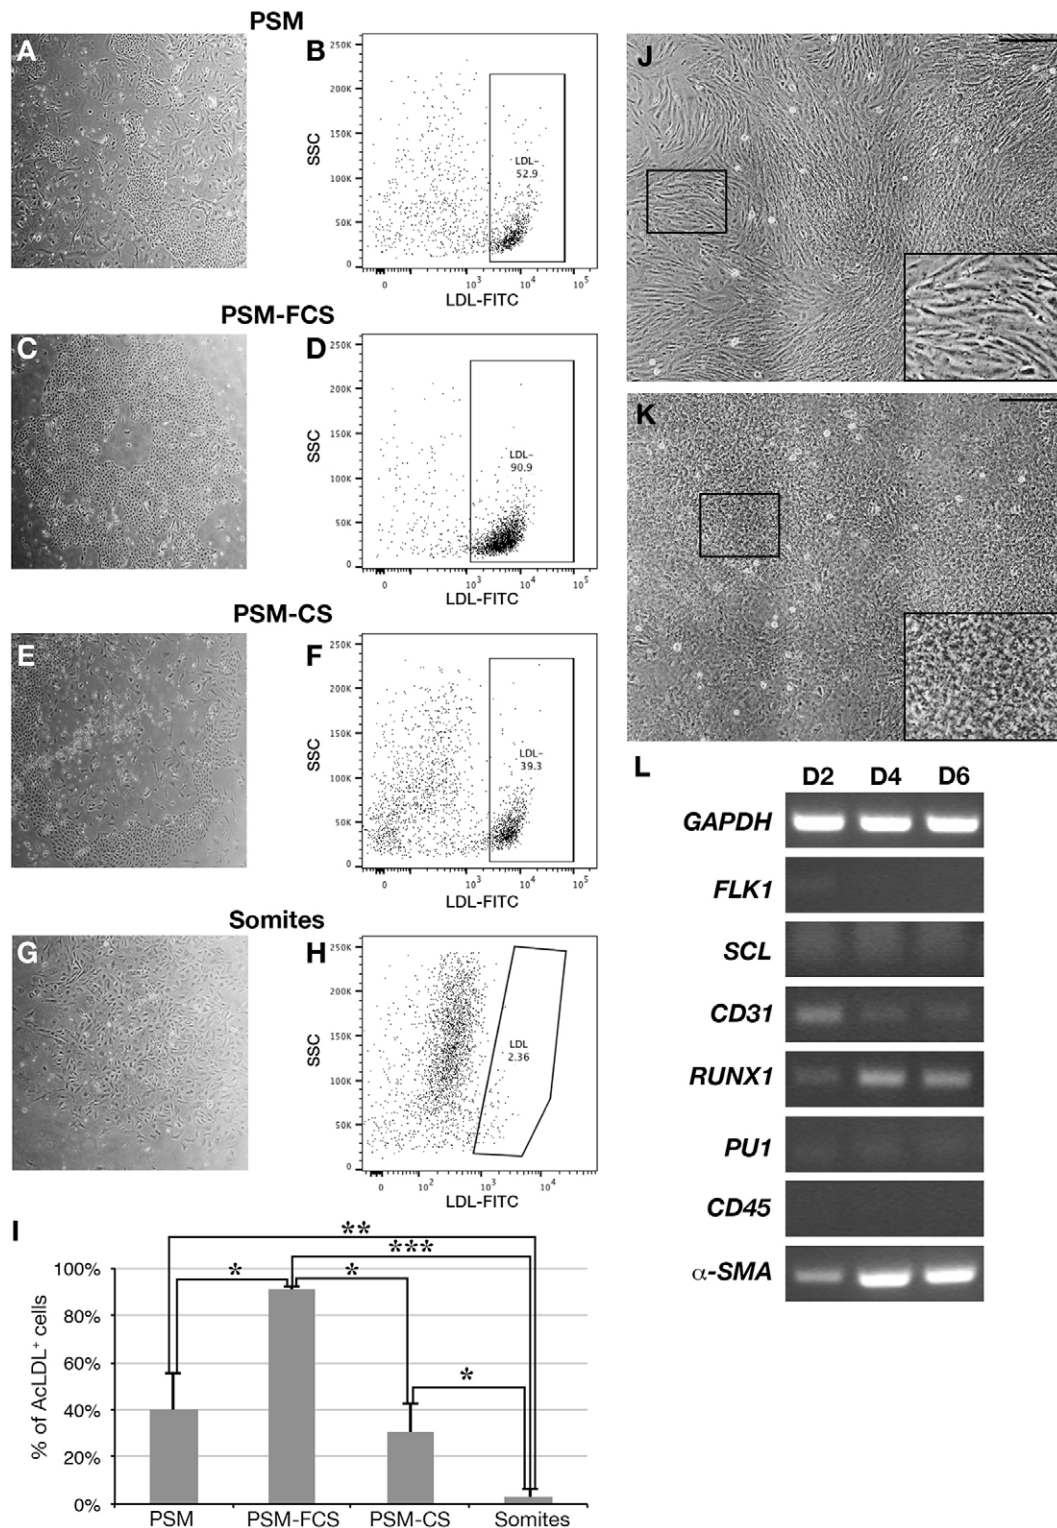 PSM
A
B
250K
200K
150K
100K
50K
0
SSC
LDL-
52.9
0 10³ 10⁴ 10⁵
LDL-FITC
PSM-FCS
C
D
250K
200K
150K
100K
50K
0
SSC
LDL-
90.9
0 10³ 10⁴ 10⁵
LDL-FITC
PSM-CS
E
F
250K
200K
150K
100K
50K
0
SSC
LDL-
39.3
0 10³ 10⁴ 10⁵
LDL-FITC
Somites
G
H
250K
200K
150K
100K
50K
0
SSC
LDL
2.36
0 10² 10³ 10⁴
LDL-FITC
I
**
***
* *
*
100%
80%
60%
40%
20%
0%
% of AcLDL⁺ cells
PSM PSM-FCS PSM-CS Somites
J
K
L
D2 D4 D6
GAPDH
FLK1
SCL
CD31
RUNX1
PU1
CD45
α-SMA